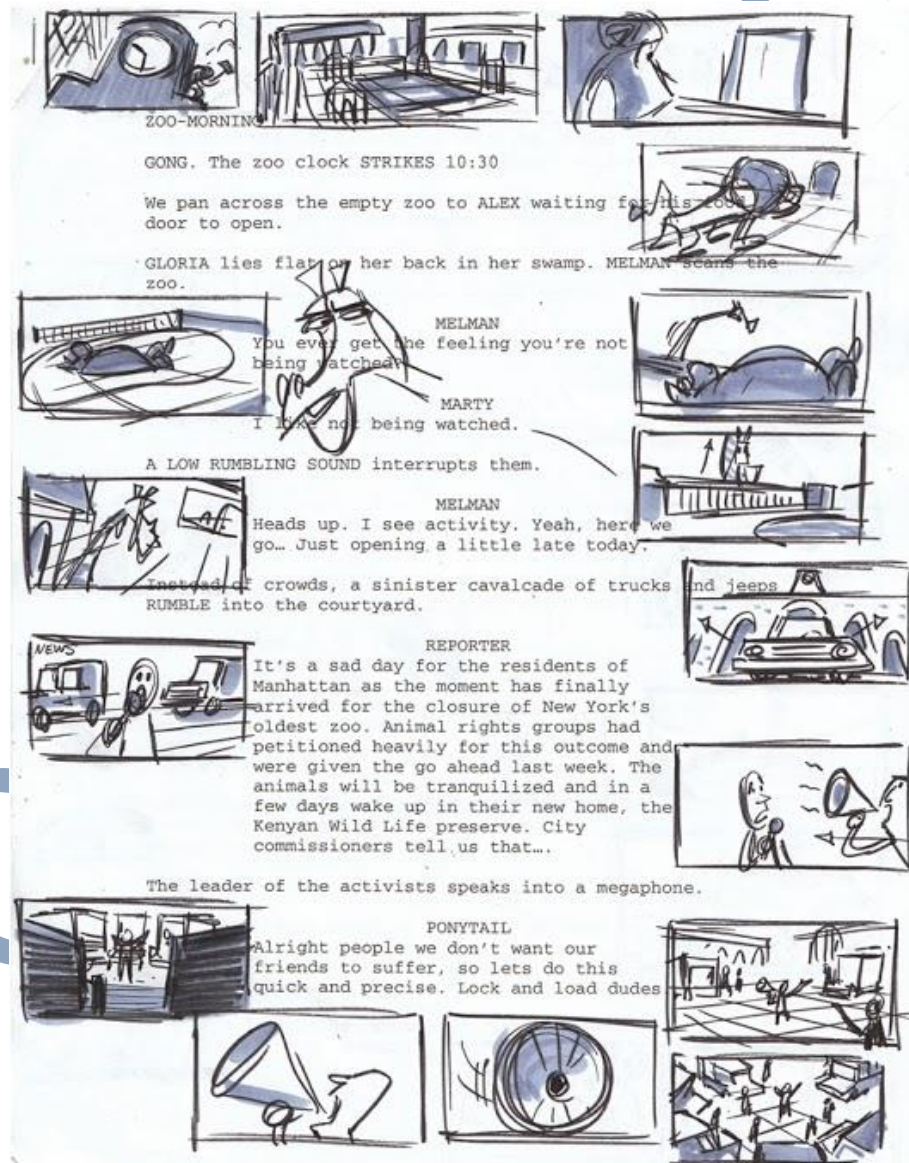 ZOO-MORNING
GONG. The zoo clock STRIKES 10:30
We pan across the empty zoo to ALEX waiting for his food
door to open.
GLORIA lies flat on her back in her swamp. MELMAN scans the
zoo.
MELMAN
You ever get the feeling you're not
being watched?
MARTY
I like not being watched.
A LOW RUMBLING SOUND interrupts them.
MELMAN
Heads up. I see activity. Yeah, here we
go… Just opening a little late today.
Instead of crowds, a sinister cavalcade of trucks and jeeps
RUMBLE into the courtyard.
NEWS
REPORTER
It's a sad day for the residents of
Manhattan as the moment has finally
arrived for the closure of New York's
oldest zoo. Animal rights groups had
petitioned heavily for this outcome and
were given the go ahead last week. The
animals will be tranquilized and in a
few days wake up in their new home, the
Kenyan Wild Life preserve. City
commissioners tell us that….
The leader of the activists speaks into a megaphone.
PONYTAIL
Alright people we don't want our
friends to suffer, so lets do this
quick and precise. Lock and load dudes